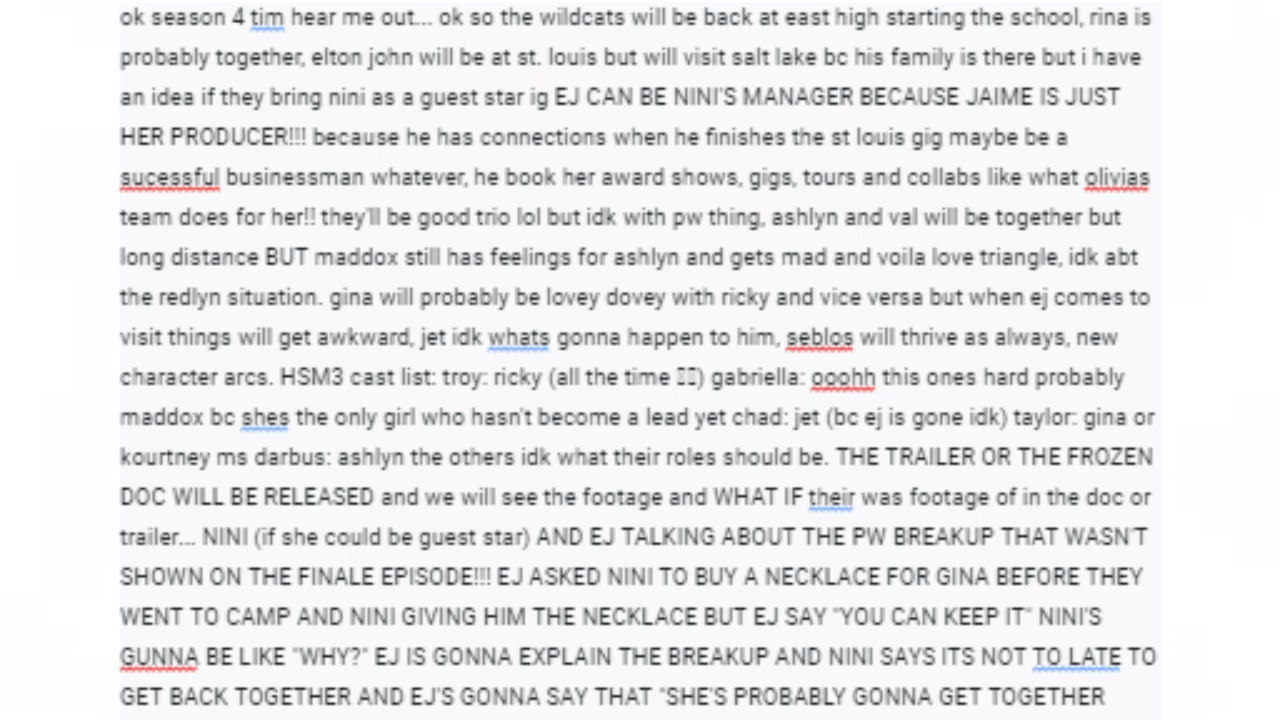 ok season 4 tim hear me out... ok so the wildcats will be back at east high starting the school, rina is
probably together, elton john will be at st. louis but will visit salt lake bc his family is there but i have
an idea if they bring nini as a guest star ig EJ CAN BE NINI'S MANAGER BECAUSE JAIME IS JUST
HER PRODUCER!!! because he has connections when he finishes the st louis gig maybe be a
sucessful businessman whatever, he book her award shows, gigs, tours and collabs like what olivias
team does for her!! they'll be good trio lol but idk with pw thing, ashlyn and val will be together but
long distance BUT maddox still has feelings for ashlyn and gets mad and voila love triangle, idk abt
the redlyn situation. gina will probably be lovey dovey with ricky and vice versa but when ej comes to
visit things will get awkward, jet idk whats gonna happen to him, seblos will thrive as always, new
character arcs. HSM3 cast list: troy: ricky (all the time ▯▯) gabriella: ooohh this ones hard probably
maddox bc shes the only girl who hasn't become a lead yet chad: jet (bc ej is gone idk) taylor: gina or
kourtney ms darbus: ashlyn the others idk what their roles should be. THE TRAILER OR THE FROZEN
DOC WILL BE RELEASED and we will see the footage and WHAT IF their was footage of in the doc or
trailer... NINI (if she could be guest star) AND EJ TALKING ABOUT THE PW BREAKUP THAT WASN'T
SHOWN ON THE FINALE EPISODE!!! EJ ASKED NINI TO BUY A NECKLACE FOR GINA BEFORE THEY
WENT TO CAMP AND NINI GIVING HIM THE NECKLACE BUT EJ SAY "YOU CAN KEEP IT" NINI'S
GUNNA BE LIKE "WHY?" EJ IS GONNA EXPLAIN THE BREAKUP AND NINI SAYS ITS NOT TO LATE TO
GET BACK TOGETHER AND EJ'S GONNA SAY THAT "SHE'S PROBABLY GONNA GET TOGETHER